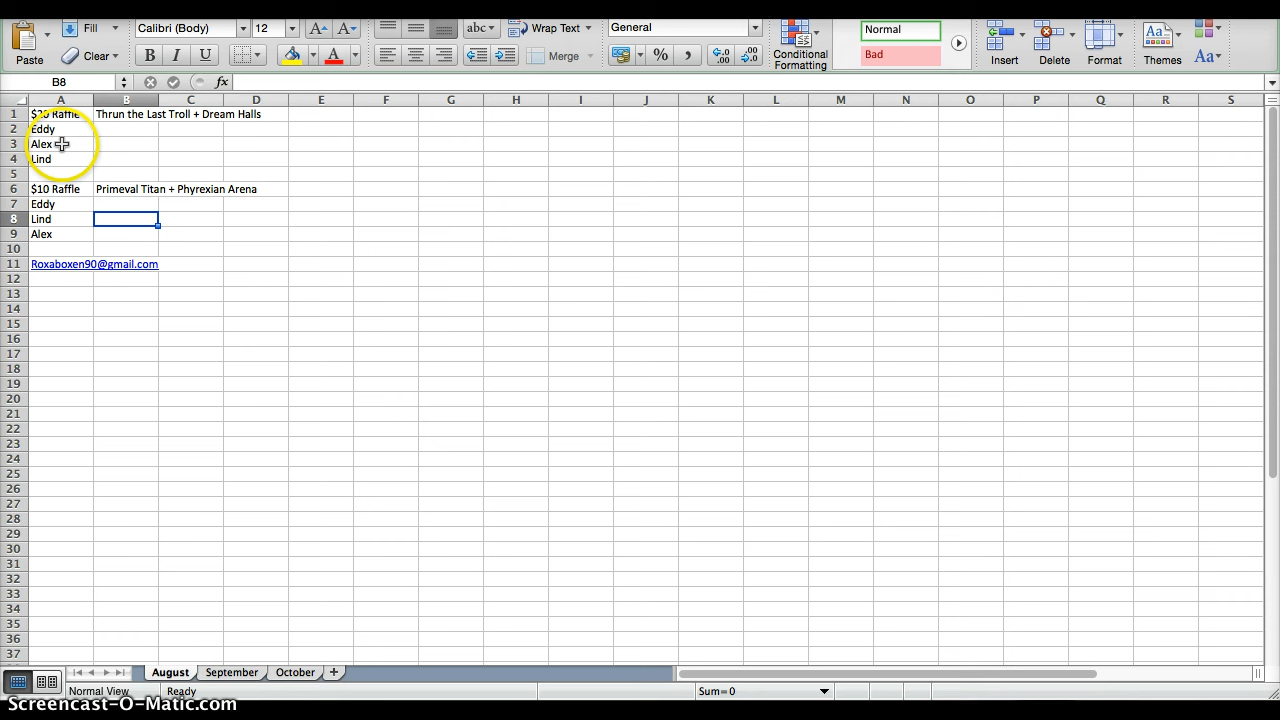 Fill Calibri (Body) 12 abc Wrap Text General Normal
Paste Clear B I U A Merge % , Conditional Formatting Bad Insert Delete Format Themes Aa
B8 fx
A B C D E F G H I J K L M N O P Q R S
1 $20 Raffle Thrun the Last Troll + Dream Halls
2 Eddy
3 Alex
4 Lind
5
6 $10 Raffle Primeval Titan + Phyrexian Arena
7 Eddy
8 Lind
9 Alex
10
11 Roxaboxen90@gmail.com
12
13
14
15
16
17
18
19
20
21
22
23
24
25
26
27
28
29
30
31
32
33
34
35
36
37
August September October +
Normal View Ready Sum=0
Screencast-O-Matic.com